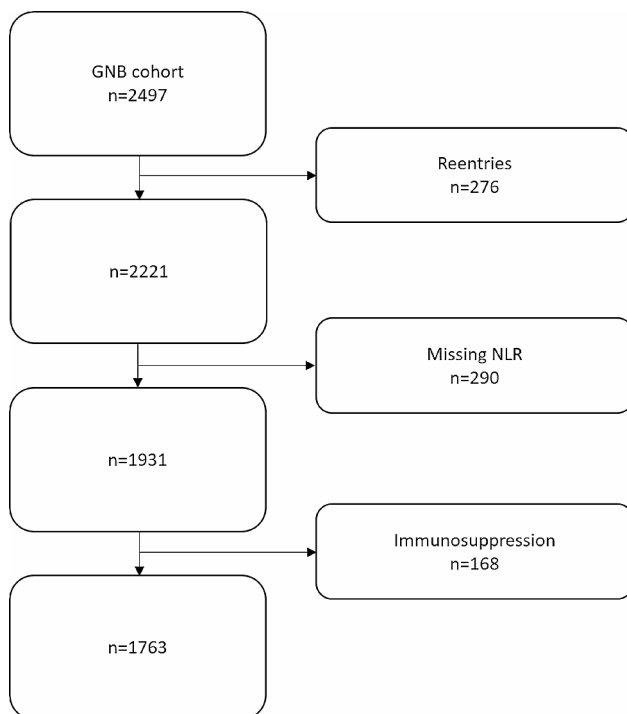 GNB cohort
n=2497
Reentries
n=276
n=2221
Missing NLR
n=290
n=1931
Immunosuppression
n=168
n=1763